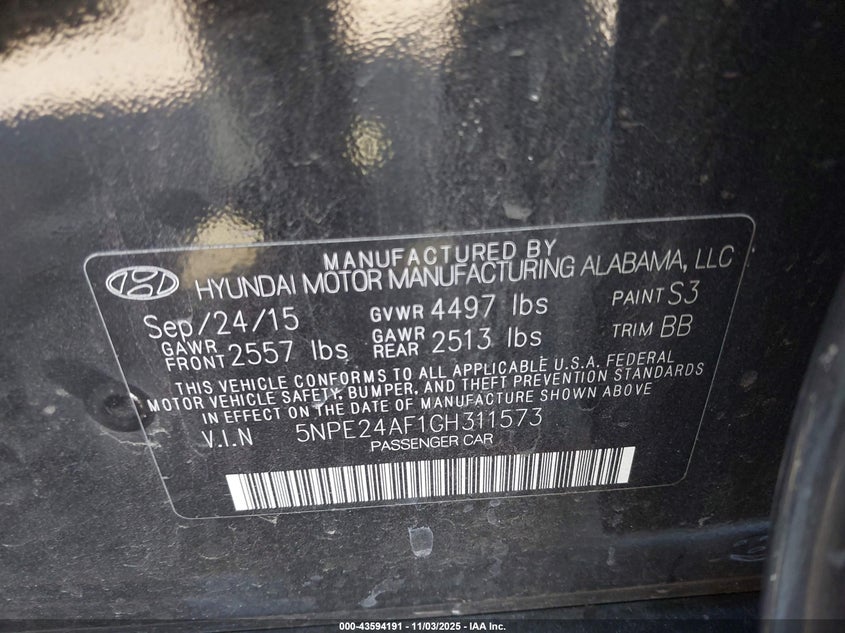 MANUFACTURED BY
HYUNDAI MOTOR MANUFACTURING ALABAMA, LLC
Sep/24/15 GVWR 4497 lbs PAINT S3
GAWR FRONT 2557 lbs GAWR REAR 2513 lbs TRIM BB
THIS VEHICLE CONFORMS TO ALL APPLICABLE U.S.A. FEDERAL
MOTOR VEHICLE SAFETY, BUMPER, AND THEFT PREVENTION STANDARDS
IN EFFECT ON THE DATE OF MANUFACTURE SHOWN ABOVE
V.I.N 5NPE24AF1GH311573
PASSENGER CAR
000-43594191 - 11/03/2025 - IAA Inc.